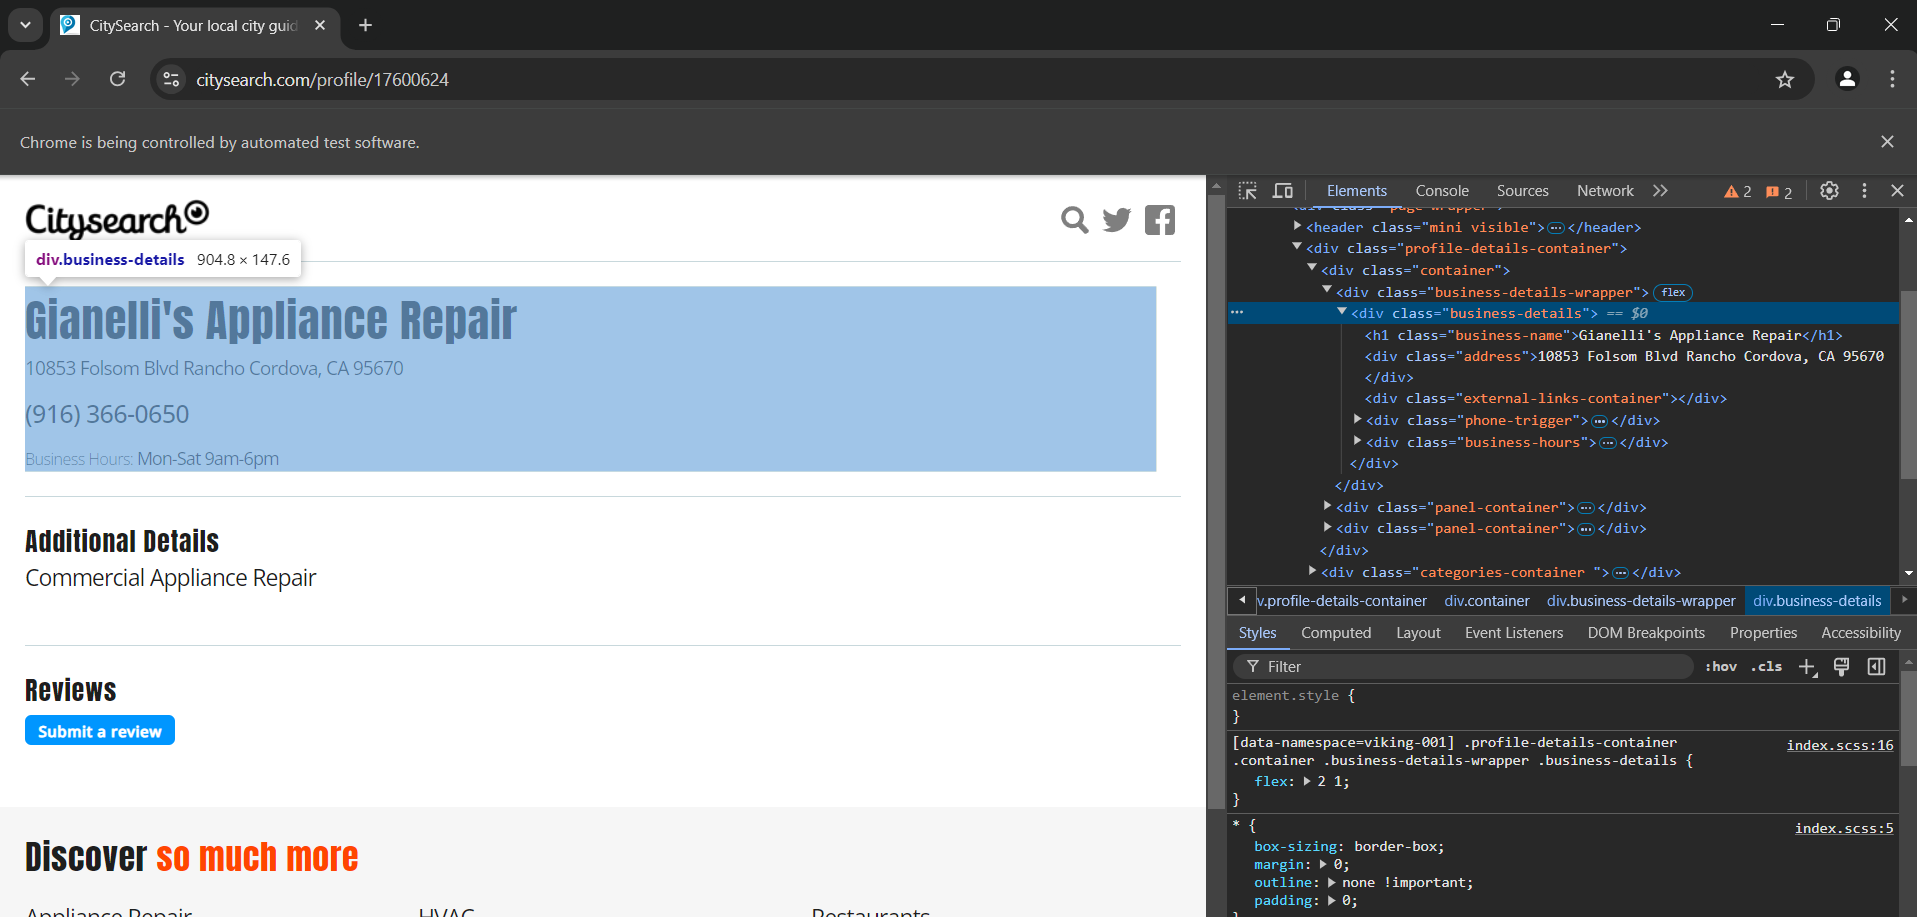 CitySearch - Your local city guid
citysearch.com/profile/17600624
Chrome is being controlled by automated test software.
Citysearch
div.business-details 904.8 × 147.6
Gianelli's Appliance Repair
10853 Folsom Blvd Rancho Cordova, CA 95670
(916) 366-0650
Business Hours: Mon-Sat 9am-6pm
Additional Details
Commercial Appliance Repair
Reviews
Submit a review
Discover so much more
Appliance Repair HVAC Restaurants
Elements Console Sources Network 2 2
<div class="page-wrapper">
<header class="mini visible"> ⋯ </header>
<div class="profile-details-container">
<div class="container">
<div class="business-details-wrapper"> flex
<div class="business-details"> == $0
<h1 class="business-name">Gianelli's Appliance Repair</h1>
<div class="address">10853 Folsom Blvd Rancho Cordova, CA 95670
</div>
<div class="external-links-container"></div>
<div class="phone-trigger"> ⋯ </div>
<div class="business-hours"> ⋯ </div>
</div>
</div>
<div class="panel-container"> ⋯ </div>
<div class="panel-container"> ⋯ </div>
</div>
<div class="categories-container "> ⋯ </div>
v.profile-details-container div.container div.business-details-wrapper div.business-details
Styles Computed Layout Event Listeners DOM Breakpoints Properties Accessibility
Filter :hov .cls
element.style {
}
[data-namespace=viking-001] .profile-details-container index.scss:16
.container .business-details-wrapper .business-details {
flex: 2 1;
}
* { index.scss:5
box-sizing: border-box;
margin: 0;
outline: none !important;
padding: 0;
}